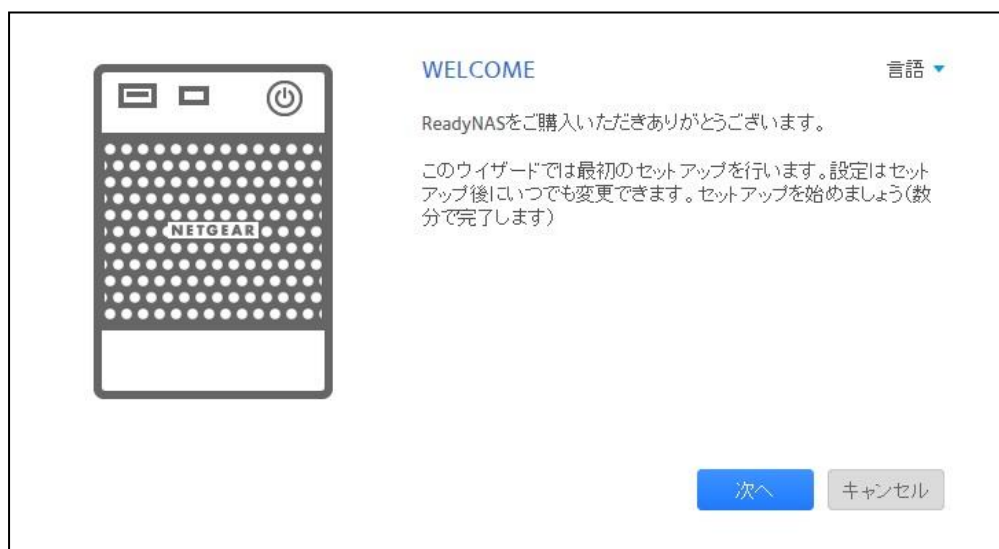 WELCOME
言語
ReadyNASをご購入いただきありがとうございます。
このウイザードでは最初のセットアップを行います。設定はセット
アップ後にいつでも変更できます。セットアップを始めましょう(数
分で完了します)
NETGEAR
次へ
キャンセル